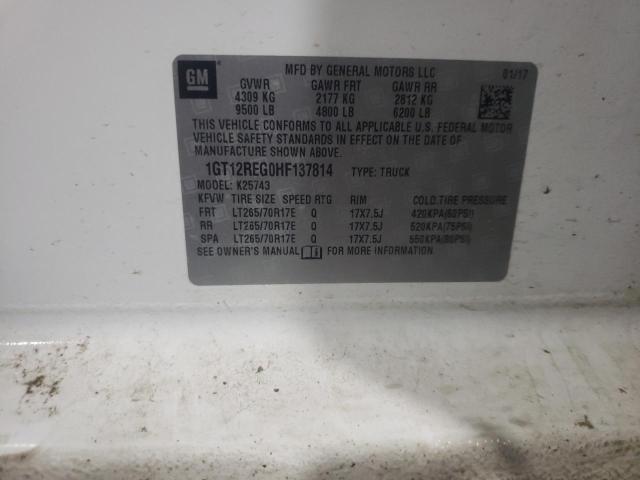 GM
MFD BY GENERAL MOTORS LLC 01/17
GVWR GAWR FRT GAWR RR
4309 KG 2177 KG 2812 KG
9500 LB 4800 LB 6200 LB
THIS VEHICLE CONFORMS TO ALL APPLICABLE U.S. FEDERAL MOTOR
VEHICLE SAFETY STANDARDS IN EFFECT ON THE DATE OF
MANUFACTURE SHOWN ABOVE.
1GT12REG0HF137814 TYPE: TRUCK
MODEL: K25743
KFVW TIRE SIZE SPEED RTG RIM COLD TIRE PRESSURE
FRT LT265/70R17E Q 17X7.5J 420KPA(60PSI)
RR LT265/70R17E Q 17X7.5J 520KPA(75PSI)
SPA LT265/70R17E Q 17X7.5J 550KPA(80PSI)
SEE OWNER'S MANUAL FOR MORE INFORMATION.